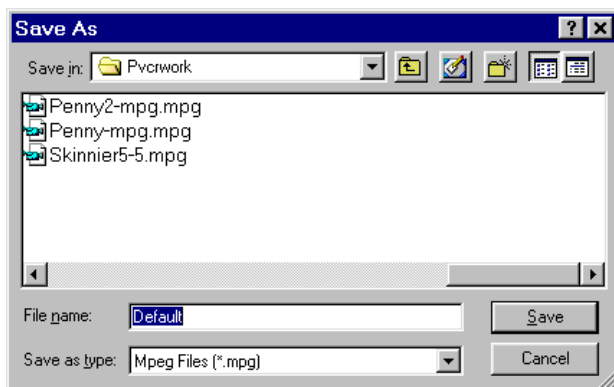 Save As
Save in: Pvcrwork
Penny2-mpg.mpg
Penny-mpg.mpg
Skinnier5-5.mpg
File name: Default Save
Save as type: Mpeg Files (*.mpg) Cancel